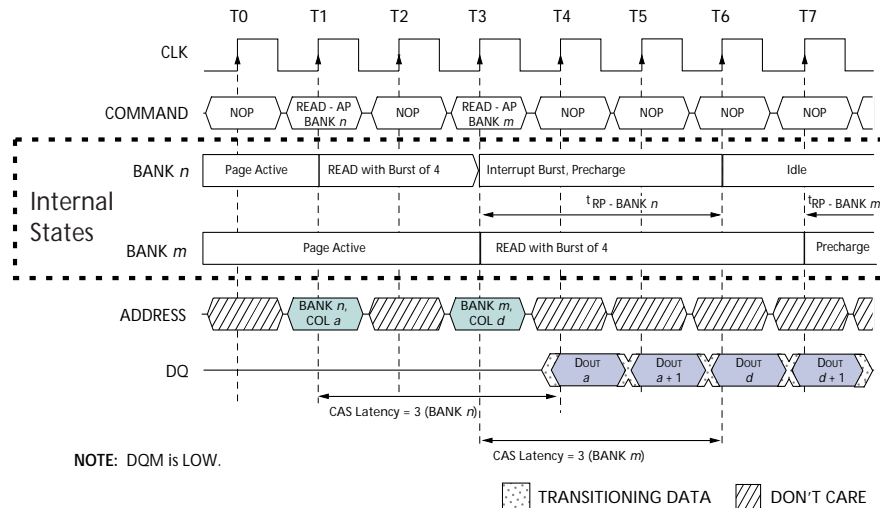 T0 T1 T2 T3 T4 T5 T6 T7
CLK
COMMAND NOP READ - AP BANK n NOP READ - AP BANK m NOP NOP NOP NOP
Internal States
BANK n Page Active READ with Burst of 4 Interrupt Burst, Precharge Idle
tRP - BANK n tRP - BANK m
BANK m Page Active READ with Burst of 4 Precharge
ADDRESS BANK n, COL a BANK m, COL d
DQ DOUT a DOUT a + 1 DOUT d DOUT d + 1
CAS Latency = 3 (BANK n)
CAS Latency = 3 (BANK m)
NOTE: DQM is LOW.
TRANSITIONING DATA DON'T CARE